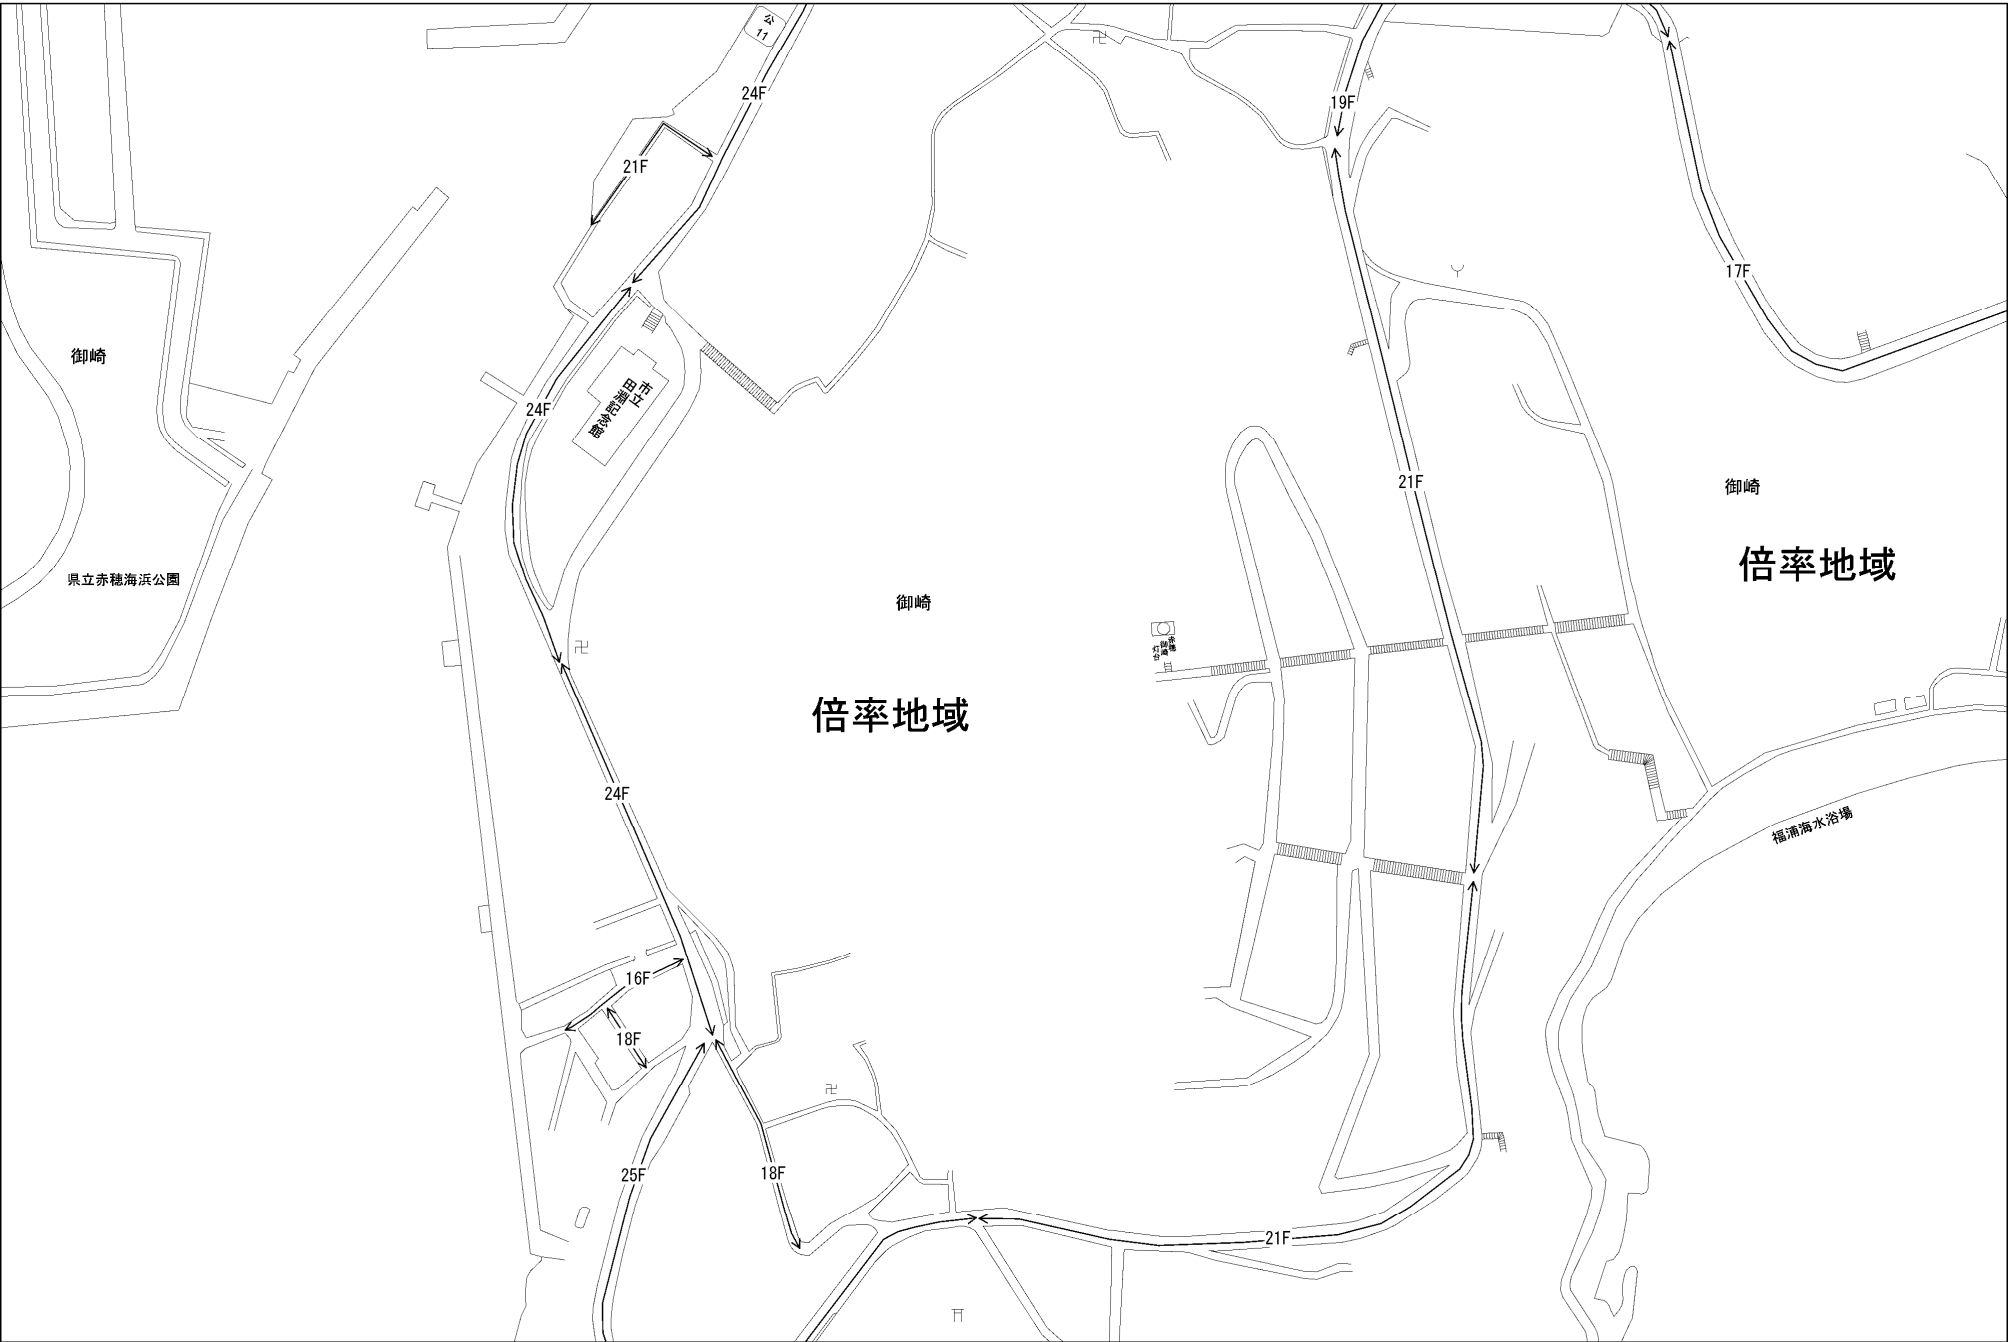 公
11
24F
19F
21F
17F
御崎
24F
市立
田淵記念館
21F
御崎
倍率地域
県立赤穂海浜公園
御崎
赤穂
御崎
灯台
倍率地域
24F
福浦海水浴場
16F
18F
25F
18F
21F